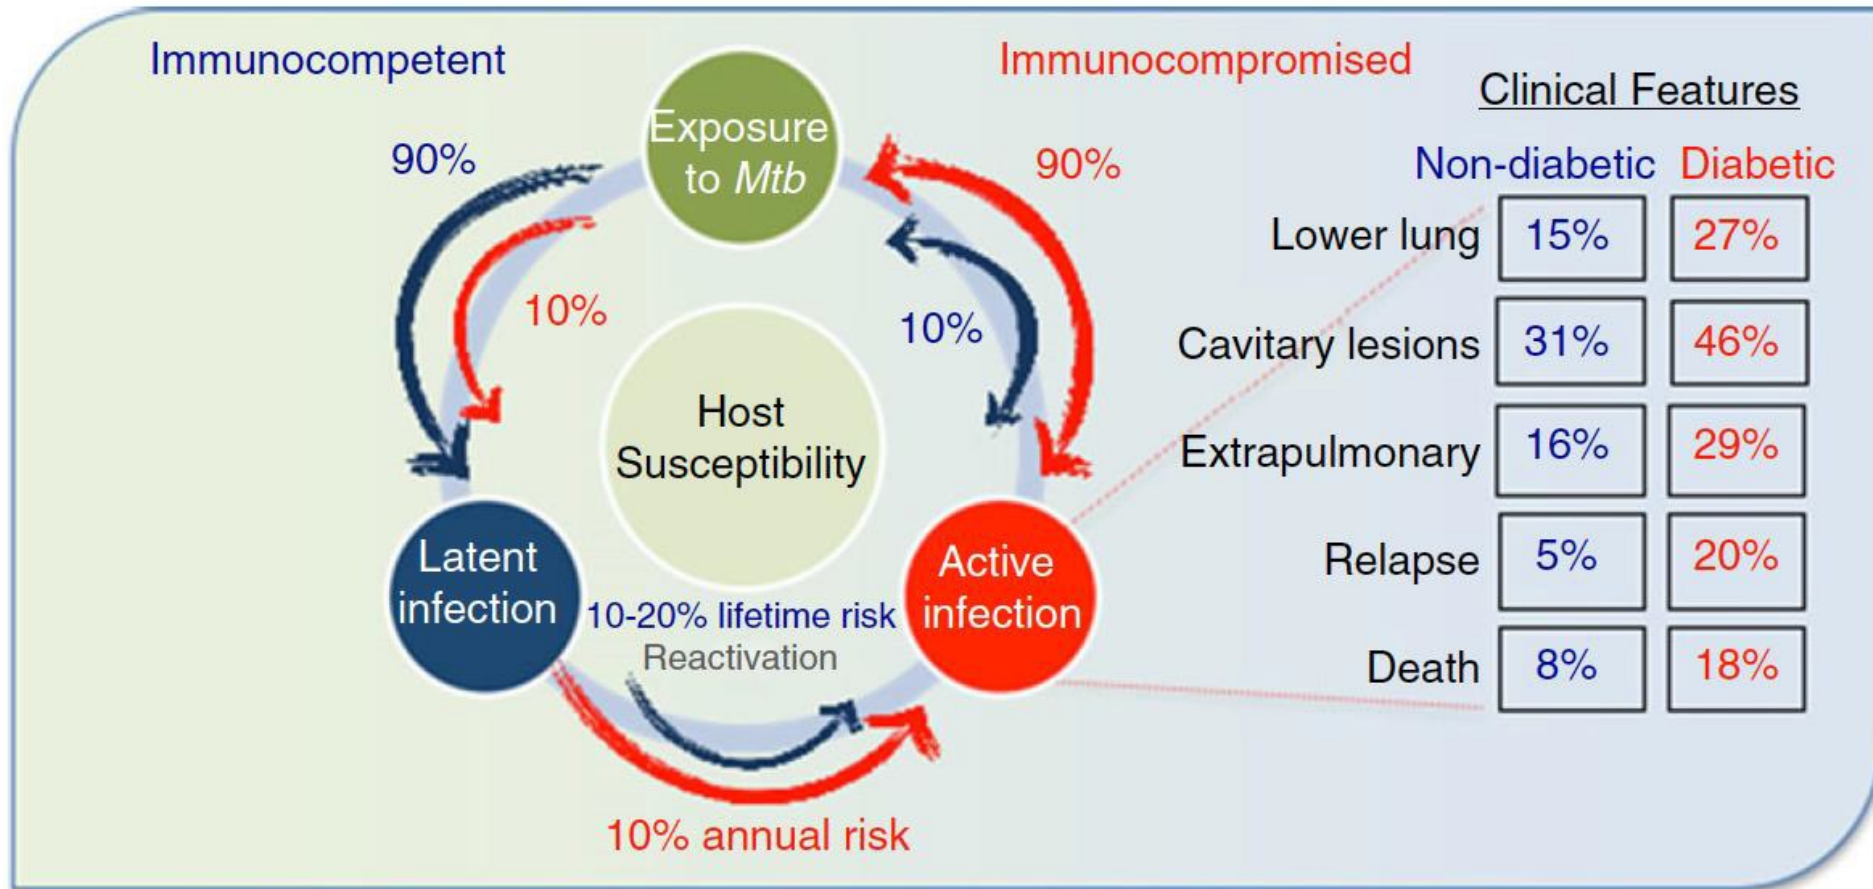 Immunocompetent
Immunocompromised
90%
10%
Exposure
to Mtb
90%
10%
Host
Susceptibility
Latent
infection
Active
infection
10-20% lifetime risk
Reactivation
10% annual risk
Clinical Features
Non-diabetic Diabetic
Lower lung 15% 27%
Cavitary lesions 31% 46%
Extrapulmonary 16% 29%
Relapse 5% 20%
Death 8% 18%